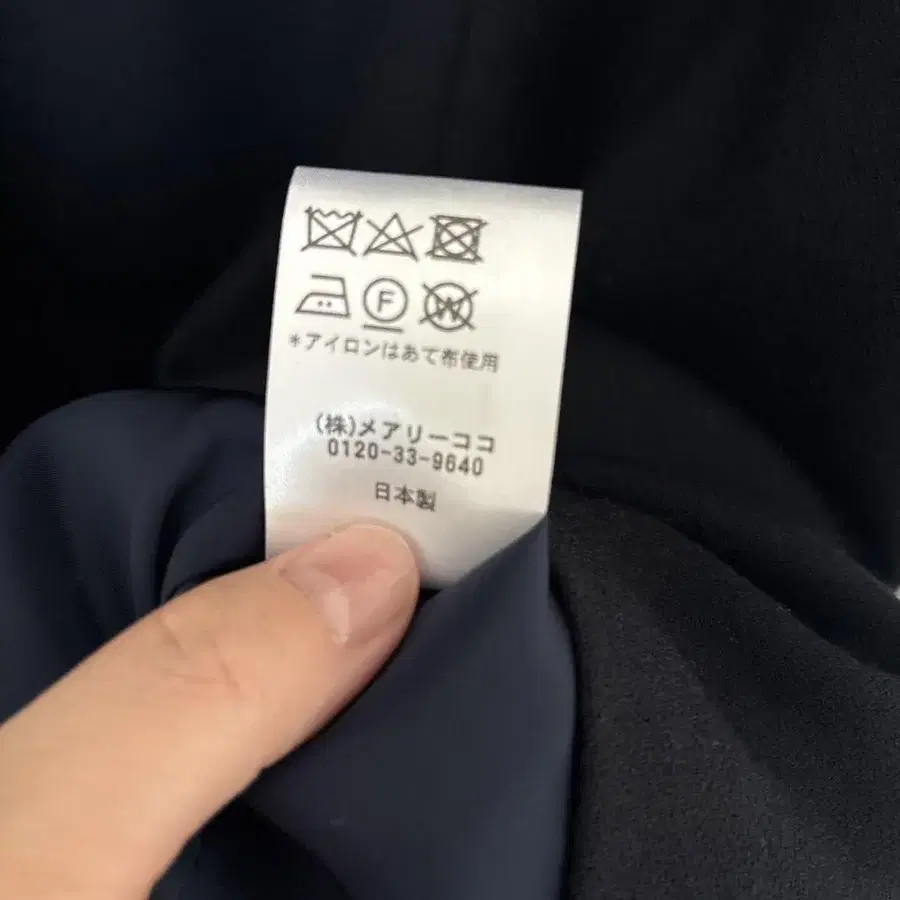 F W
*アイロンはあて布使用
(株)メアリーココ
0120-33-9640
日本製